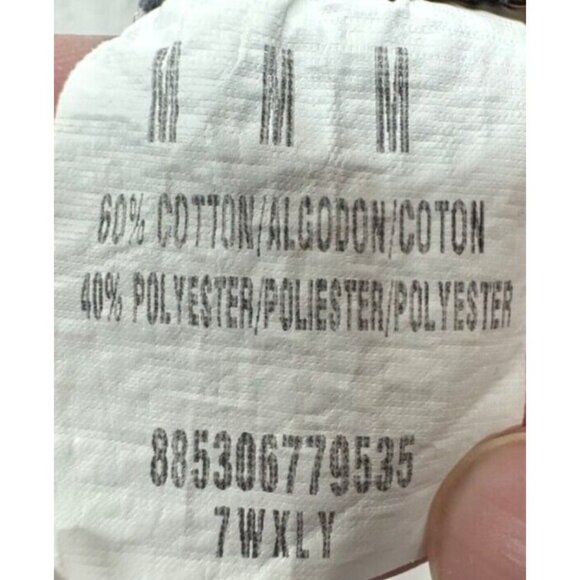 60% COTTON/ALGODON/COTON
40% POLYESTER/POLIESTER/POLYESTER
885306779535
7WXLY